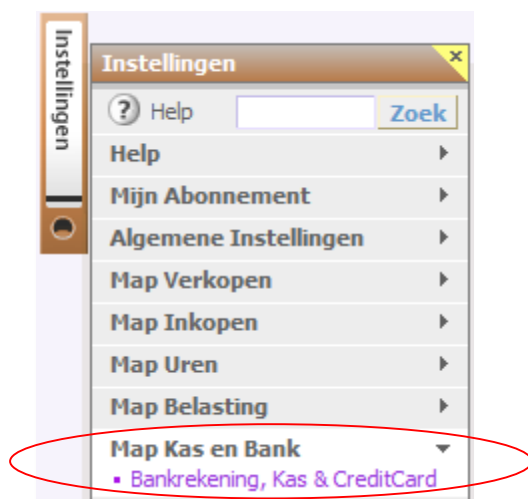 Instellingen
Instellingen
Help
Zoek
Help
Mijn Abonnement
Algemene Instellingen
Map Verkopen
Map Inkopen
Map Uren
Map Belasting
Map Kas en Bank
Bankrekening, Kas & CreditCard